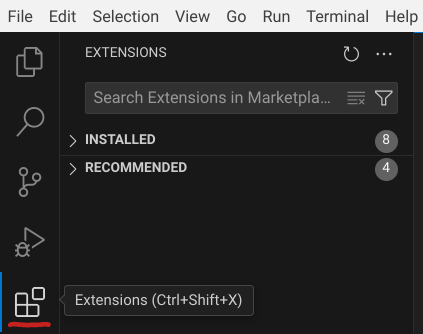 File Edit Selection View Go Run Terminal Help
EXTENSIONS
Search Extensions in Marketpla...
INSTALLED 8
RECOMMENDED 4
Extensions (Ctrl+Shift+X)